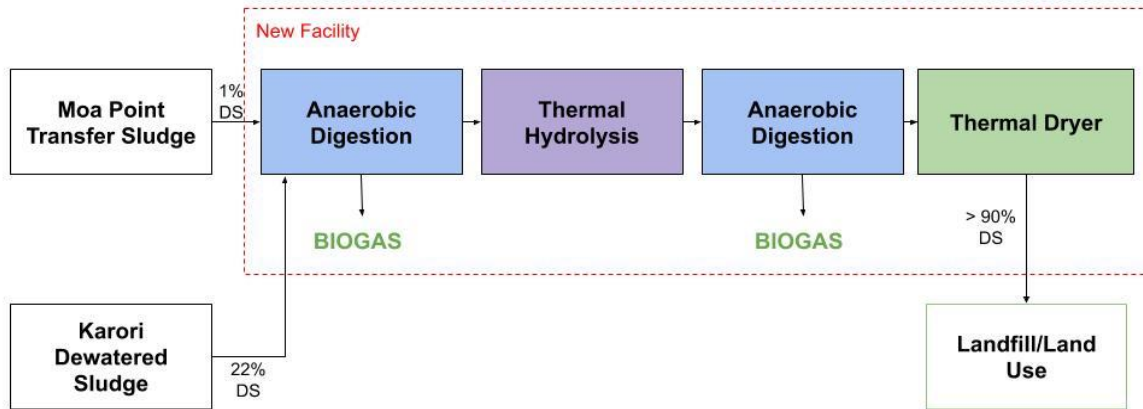 New Facility
Moa Point
Transfer Sludge
1%
DS
Anaerobic
Digestion
Thermal
Hydrolysis
Anaerobic
Digestion
Thermal Dryer
BIOGAS
BIOGAS
> 90%
DS
Karori
Dewatered
Sludge
22%
DS
Landfill/Land
Use